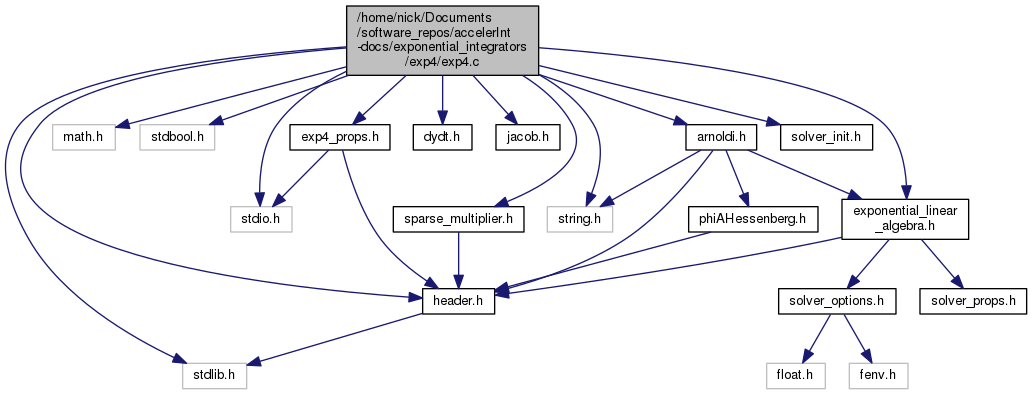 /home/nick/Documents
/software_repos/accelerInt
-docs/exponential_integrators
/exp4/exp4.c
math.h
stdbool.h
exp4_props.h
dydt.h
jacob.h
arnoldi.h
solver_init.h
stdio.h
sparse_multiplier.h
string.h
phiAHessenberg.h
exponential_linear
_algebra.h
header.h
solver_options.h
solver_props.h
stdlib.h
float.h
fenv.h